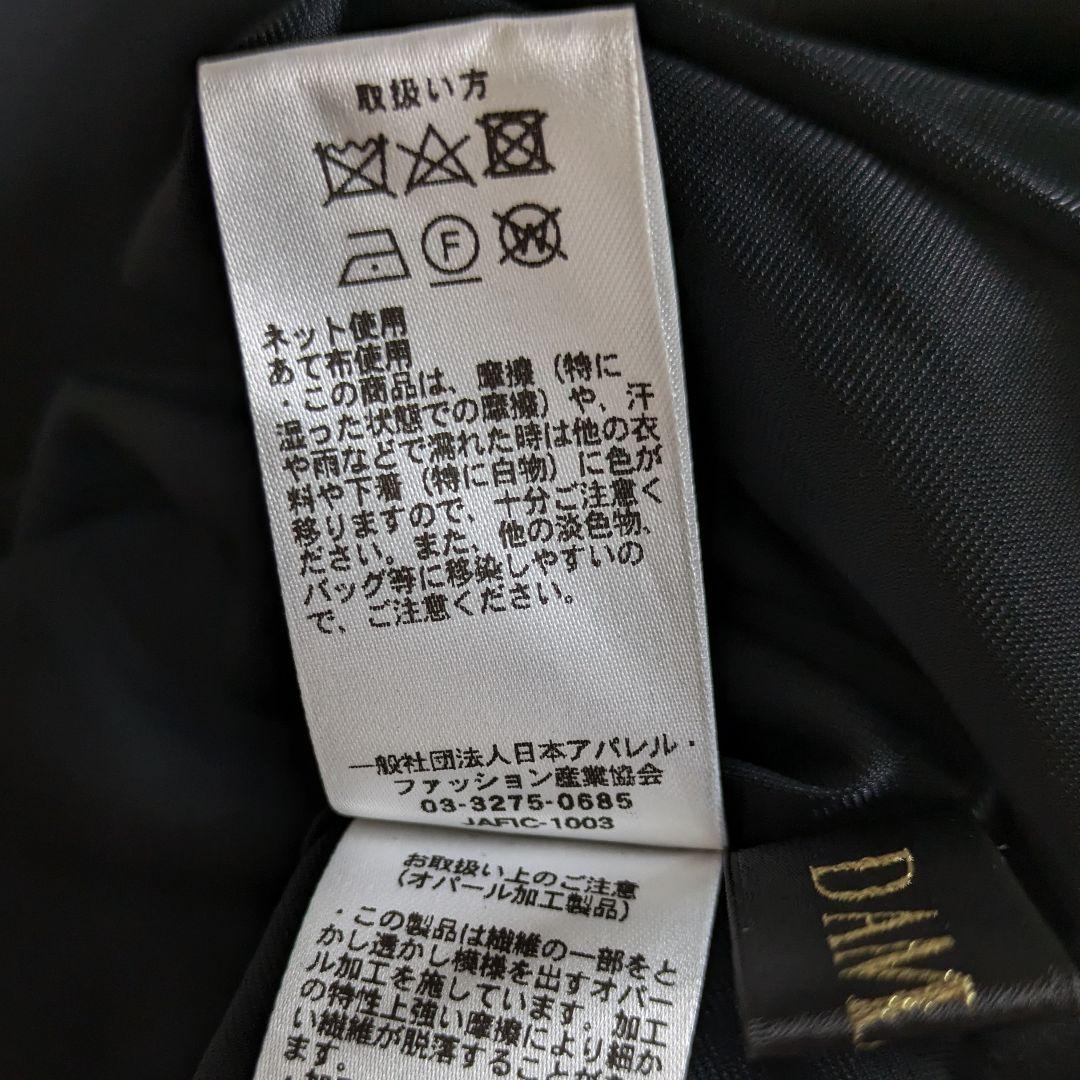 取扱い方
F
W
ネット使用
あて布使用
・この商品は、摩擦（特に
湿った状態での摩擦）や、汗
や雨などで濡れた時は他の衣
料や下着（特に白物）に色が
移りますので、十分ご注意く
ださい。また、他の淡色物、
バッグ等に移染しやすいの
で、ご注意ください。
一般社団法人日本アパレル・
ファッション産業協会
03-3275-0685
JAFIC-1003
お取扱い上のご注意
（オパール加工製品）
・この製品は繊維の一部をと
かし透かし模様を出すオパー
ル加工を施しています。加工
の特性上強い摩擦により細か
い繊維が脱落することが
ます。
DAM